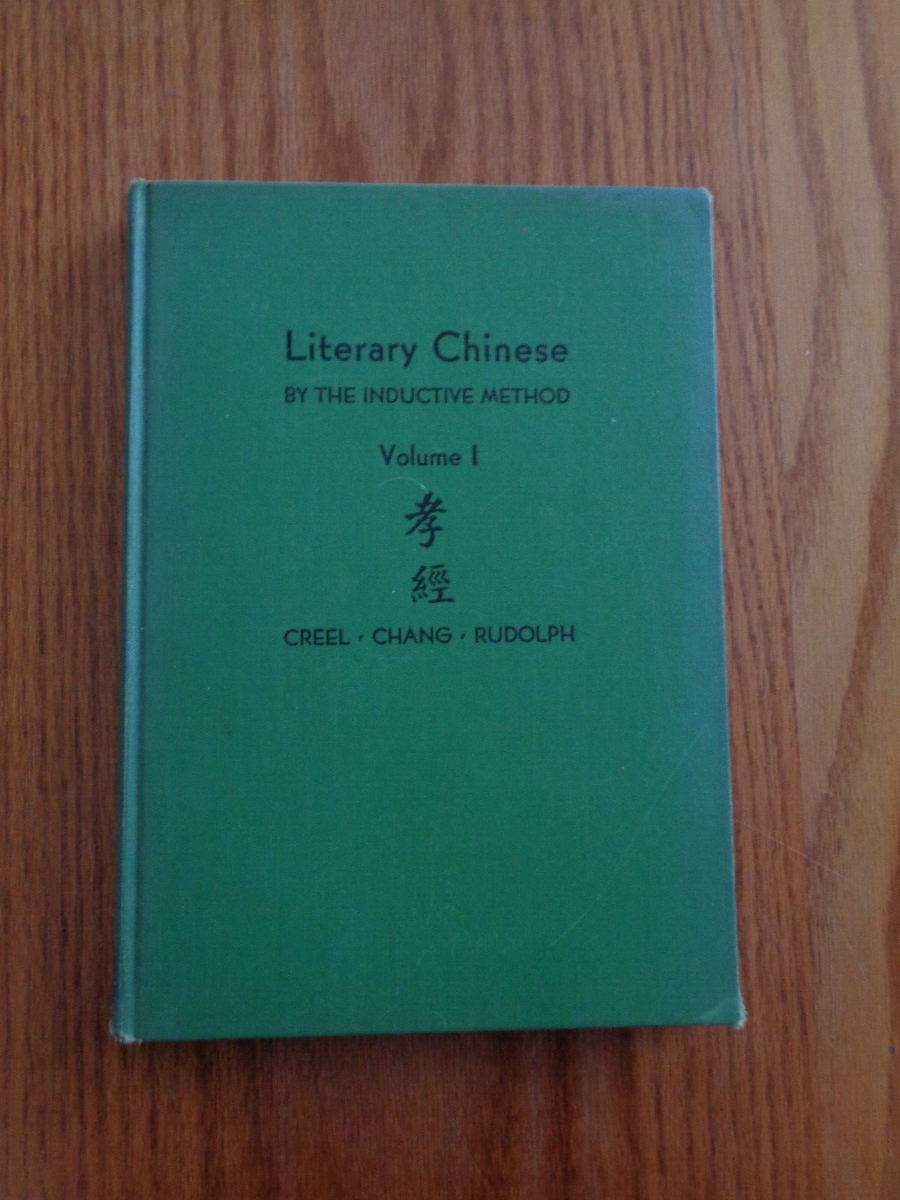 Literary Chinese
BY THE INDUCTIVE METHOD
Volume I
孝
經
CREEL · CHANG · RUDOLPH